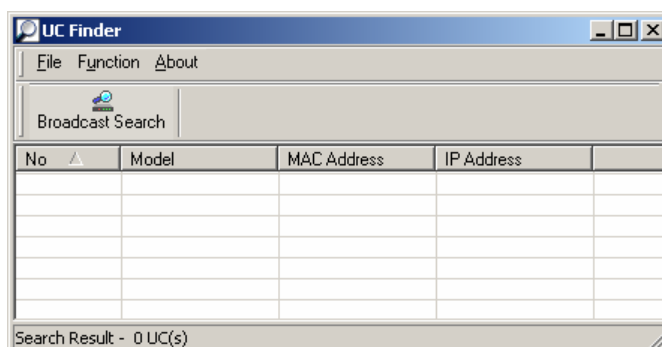 UC Finder
File Function About
Broadcast Search
No Model MAC Address IP Address
Search Result - 0 UC(s)